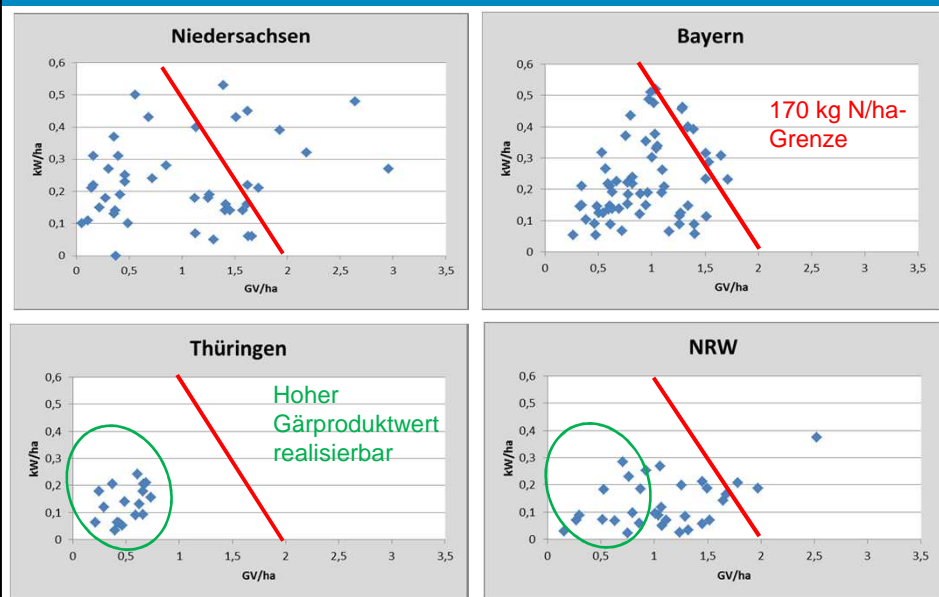 Niedersachsen
0,6
0,5
0,4
0,3
0,2
0,1
0
kW/ha
0 0,5 1 1,5 2 2,5 3 3,5
GV/ha
Bayern
0,6
0,5
0,4
0,3
0,2
0,1
0
kW/ha
170 kg N/ha-
Grenze
0 0,5 1 1,5 2 2,5 3 3,5
GV/ha
Thüringen
0,6
0,5
0,4
0,3
0,2
0,1
0
kW/ha
Hoher
Gärproduktwert
realisierbar
0 0,5 1 1,5 2 2,5 3 3,5
GV/ha
NRW
0,6
0,5
0,4
0,3
0,2
0,1
0
kW/ha
0 0,5 1 1,5 2 2,5 3 3,5
GV/ha